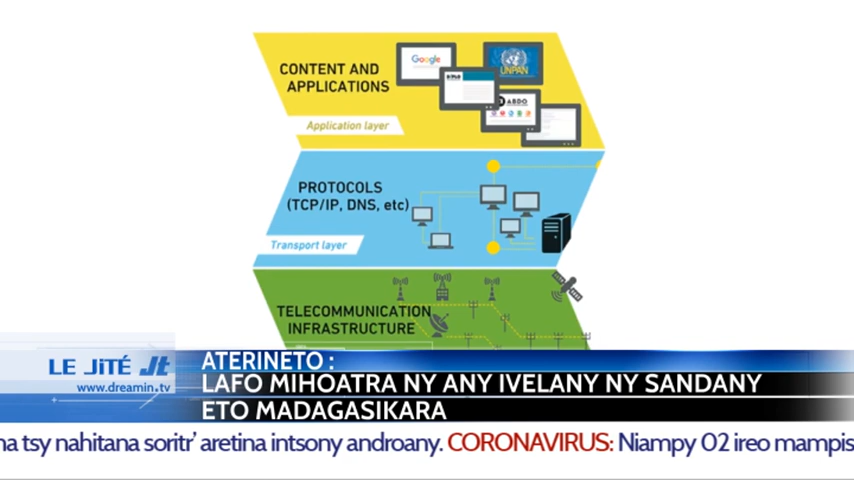 CONTENT AND
APPLICATIONS
Google
UNPAN
ABDO
Application layer
PROTOCOLS
(TCP/IP, DNS, etc)
Transport layer
TELECOMMUNICATION
INFRASTRUCTURE
LE JiTÉ Jt
www.dreamin.tv
ATERINETO :
LAFO MIHOATRA NY ANY IVELANY NY SANDANY
ETO MADAGASIKARA
na tsy nahitana soritr' aretina intsony androany. CORONAVIRUS: Niampy 02 ireo mampis